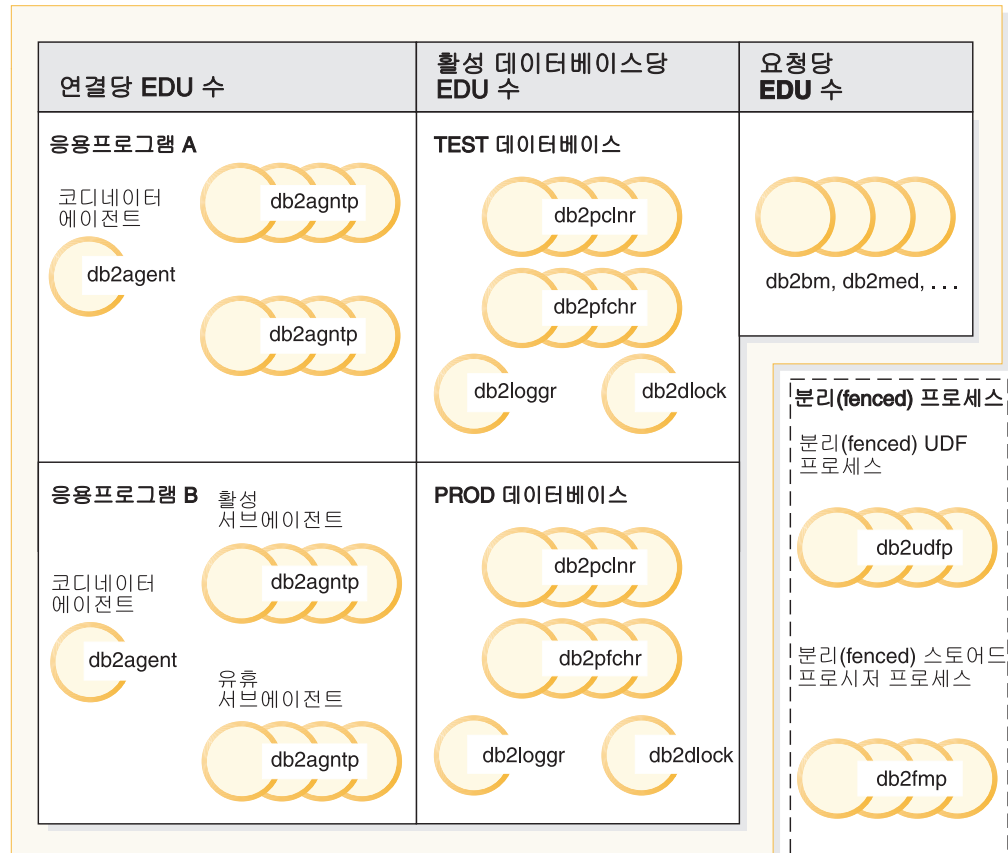 연결당 EDU 수
활성 데이터베이스당
EDU 수
요청당
EDU 수
응용프로그램 A
코디네이터
에이전트
db2agent
db2agntp
db2agntp
TEST 데이터베이스
db2pclnr
db2pfchr
db2loggr
db2dlock
db2bm, db2med, . . .
응용프로그램 B
코디네이터
에이전트
db2agent
활성
서브에이전트
db2agntp
유휴
서브에이전트
db2agntp
PROD 데이터베이스
db2pclnr
db2pfchr
db2loggr
db2dlock
분리(fenced) 프로세스
분리(fenced) UDF
프로세스
db2udfp
분리(fenced) 스토어드
프로시저 프로세스
db2fmp